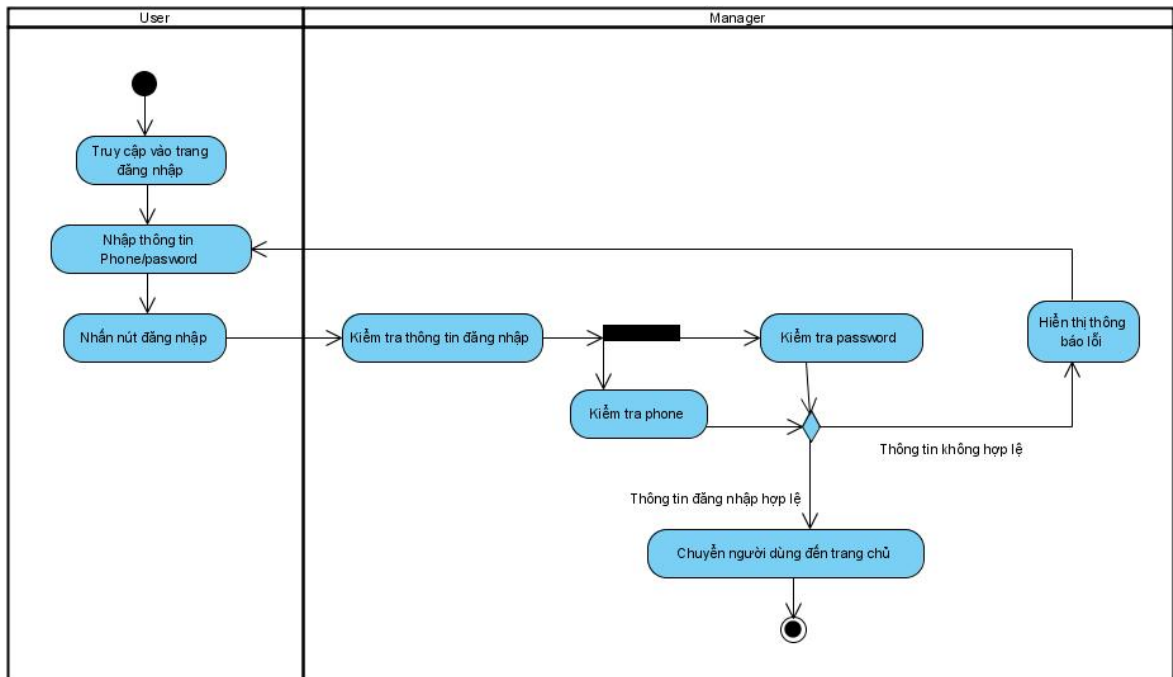 User
Manager
Truy cập vào trang
đăng nhập
Nhập thông tin
Phone/pasword
Nhấn nút đăng nhập
Kiểm tra thông tin đăng nhập
Kiểm tra password
Hiển thị thông
báo lỗi
Kiểm tra phone
Thông tin không hợp lệ
Thông tin đăng nhập hợp lệ
Chuyển người dùng đến trang chủ